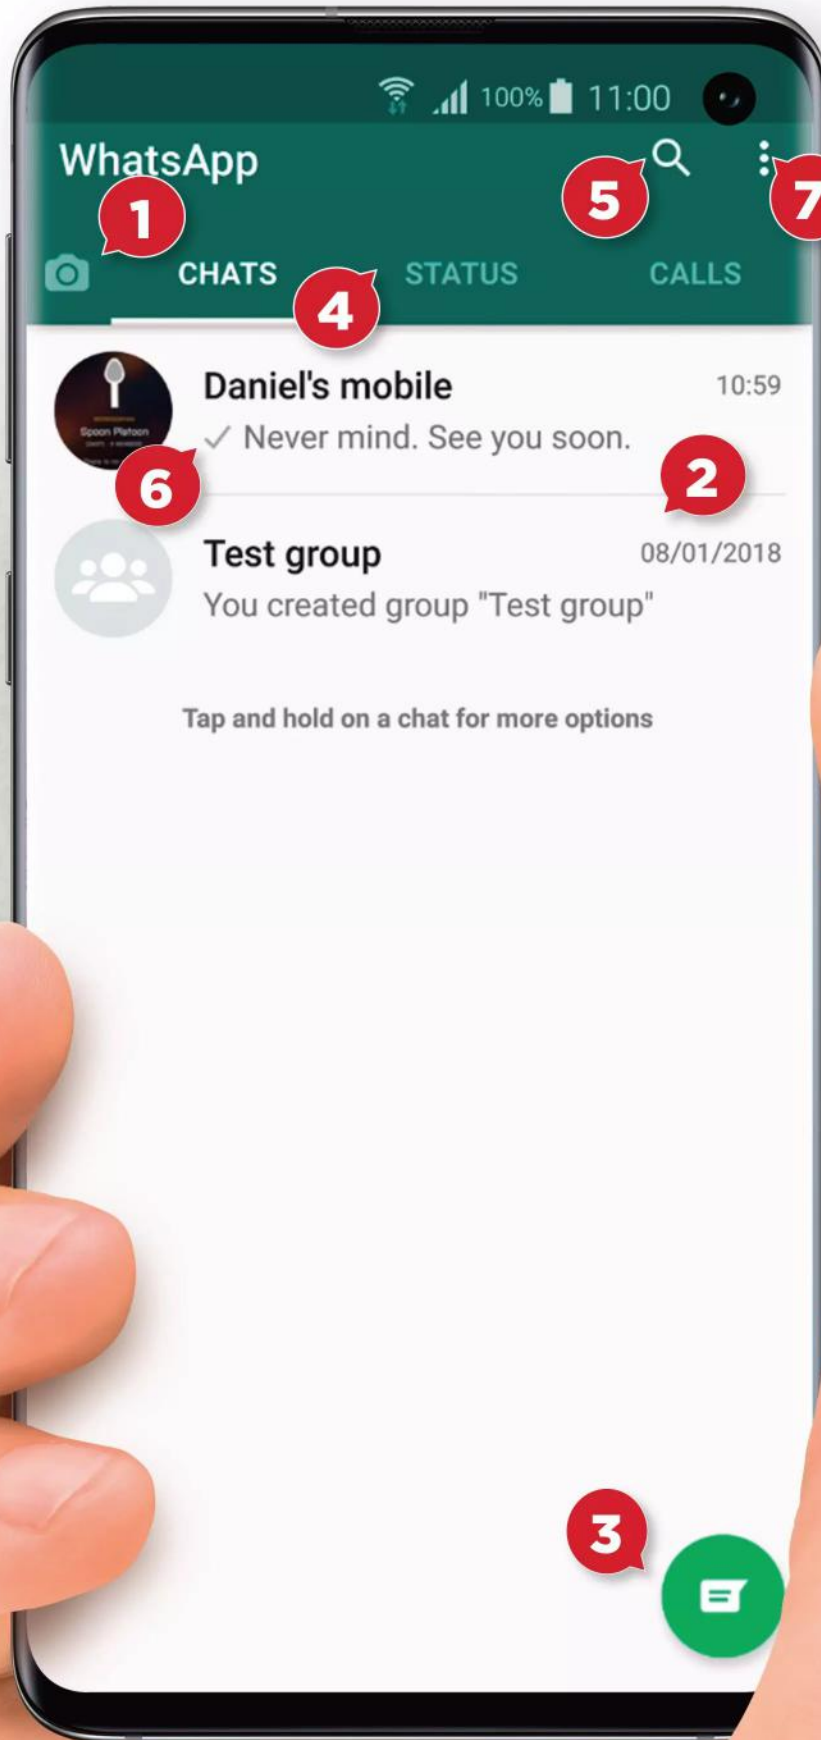 100% 11:00
WhatsApp
5
7
1
CHATS
STATUS
CALLS
4
Daniel's mobile
10:59
Never mind. See you soon.
Spoon Platoon
6
2
Test group
08/01/2018
You created group "Test group"
Tap and hold on a chat for more options
3